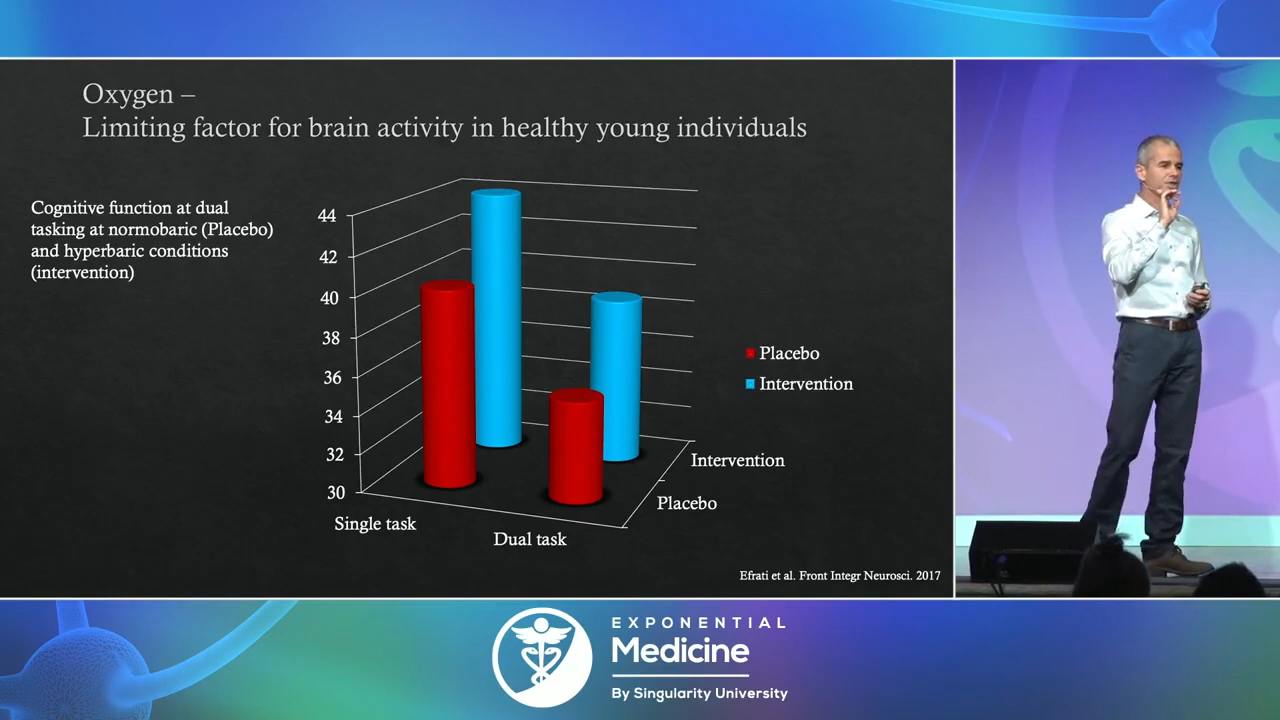 Oxygen –
Limiting factor for brain activity in healthy young individuals
Cognitive function at dual
tasking at normobaric (Placebo)
and hyperbaric conditions
(intervention)
44
42
40
38
36
34
32
30
Single task
Dual task
Placebo
Intervention
Intervention
Placebo
Efrati et al. Front Integr Neurosci. 2017
EXPONENTIAL
Medicine
By Singularity University